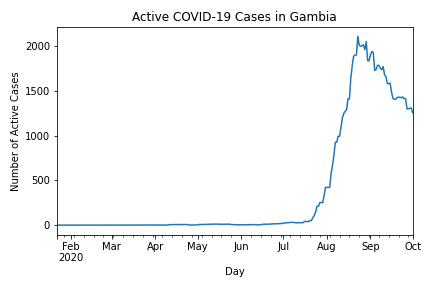 Active COVID-19 Cases in Gambia
2000
1500
1000
500
0
Number of Active Cases
Feb Mar Apr May Jun Jul Aug Sep Oct
2020
Day